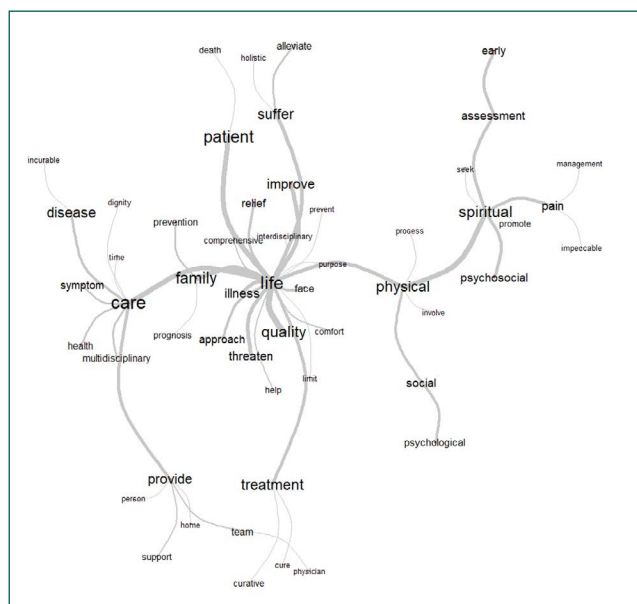 death
holistic
alleviate
early
patient
suffer
assessment
incurable
dignity
improve
seek
management
disease
prevention
relief
prevent
spiritual
pain
promote
comprehensive
interdisciplinary
process
impeccable
time
purpose
symptom
family
life
physical
psychosocial
care
illness
face
involve
health
multidisciplinary
prognosis
approach
quality
comfort
threaten
limit
help
social
psychological
provide
treatment
person
home
team
support
cure
physician
curative